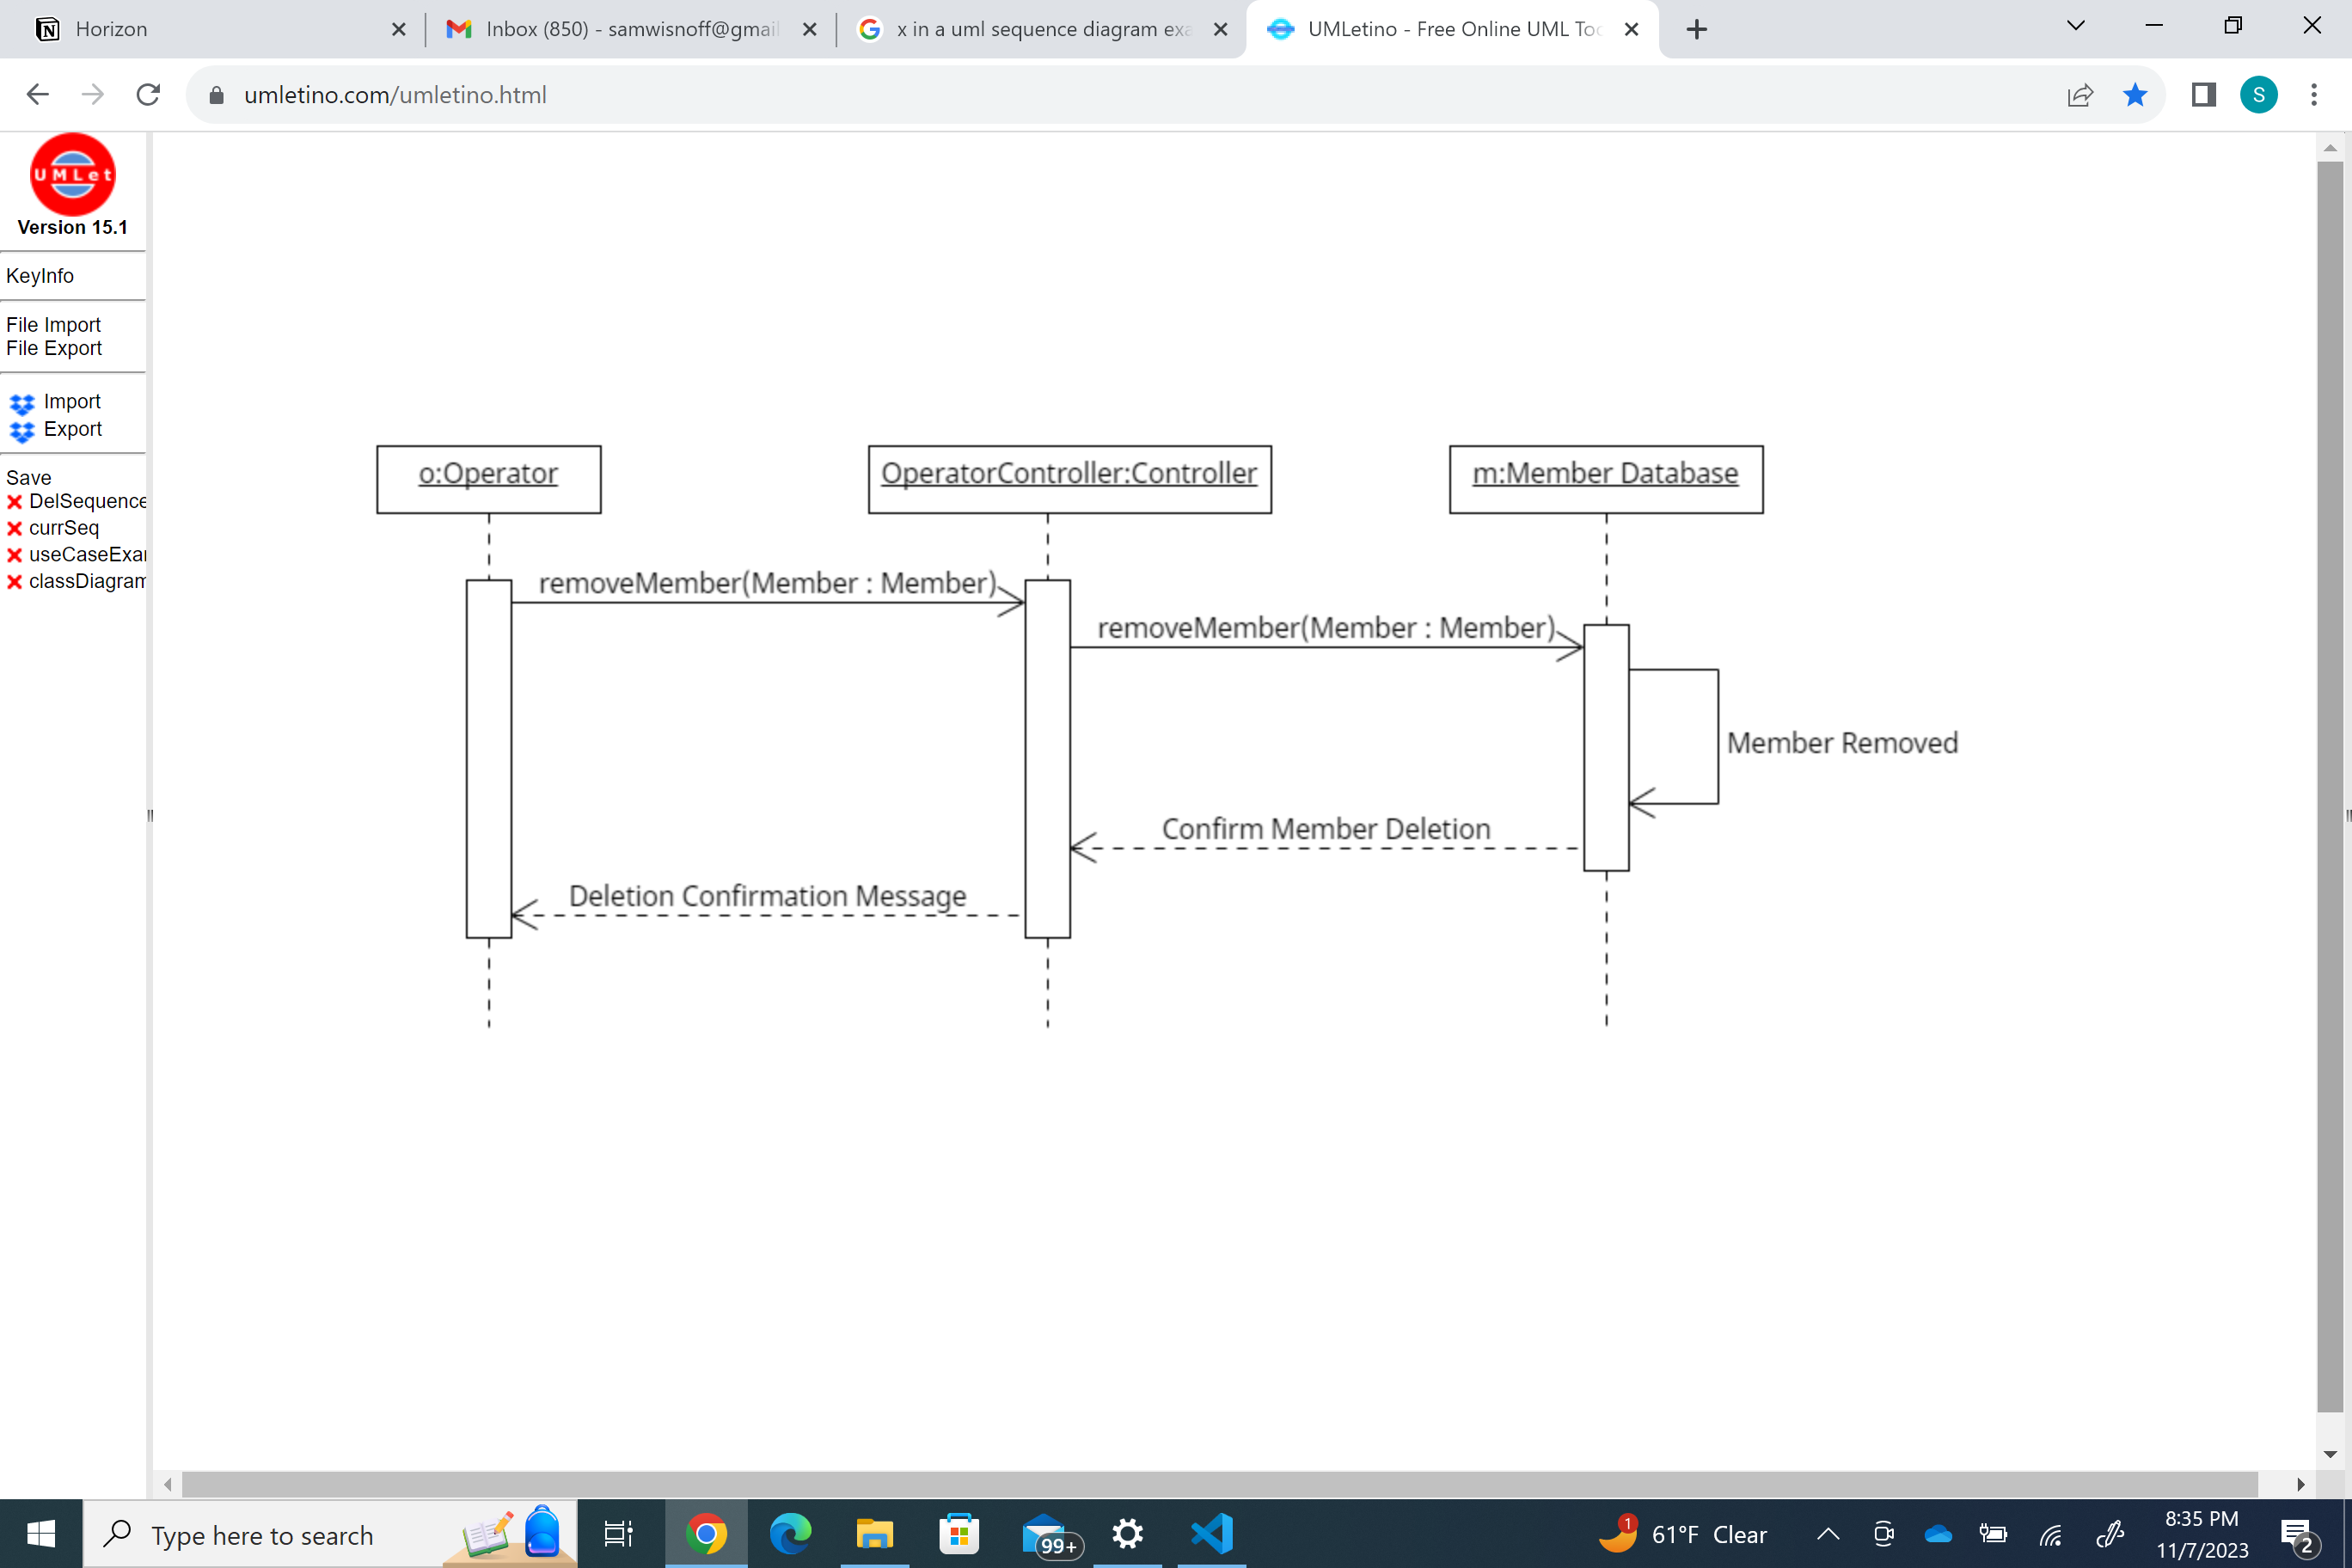 Horizon
Inbox (850) - samwisnoff@gmail
x in a uml sequence diagram exa
UMLetino - Free Online UML Too
umletino.com/umletino.html
S
UMLet
Version 15.1
KeyInfo
File Import
File Export
Import
Export
Save
DelSequence
currSeq
useCaseExa
classDiagram
o:Operator
OperatorController:Controller
m:Member Database
removeMember(Member : Member)
removeMember(Member : Member)
Member Removed
Confirm Member Deletion
Deletion Confirmation Message
Type here to search
99+
1
61°F Clear
8:35 PM
11/7/2023
2